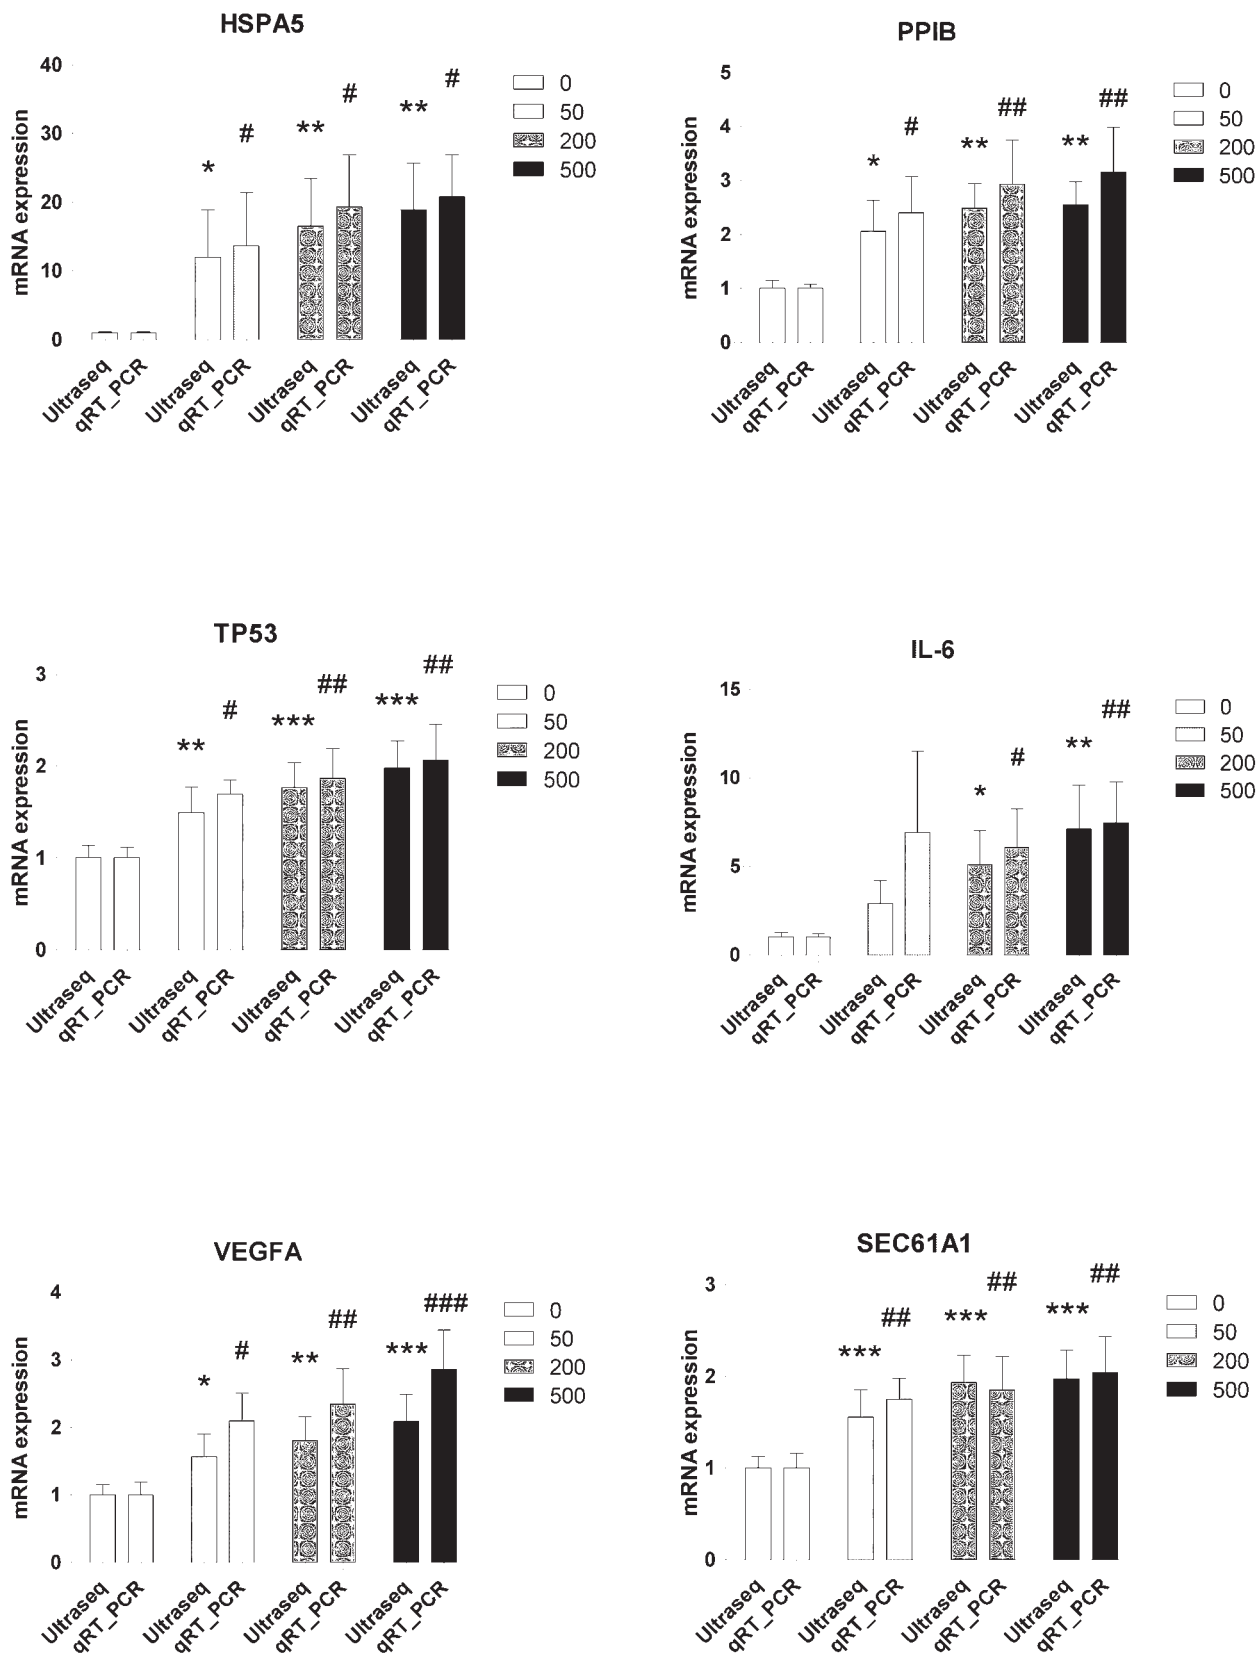 HSPA5
mRNA expression
40
30
20
10
0
* # ** # ** #
0
50
200
500
Ultraseq qRT_PCR Ultraseq qRT_PCR Ultraseq qRT_PCR Ultraseq qRT_PCR
PPIB
mRNA expression
5
4
3
2
1
0
* # ** ## ** ##
0
50
200
500
Ultraseq qRT_PCR Ultraseq qRT_PCR Ultraseq qRT_PCR Ultraseq qRT_PCR
TP53
mRNA expression
3
2
1
0
** # *** ## *** ##
0
50
200
500
Ultraseq qRT_PCR Ultraseq qRT_PCR Ultraseq qRT_PCR Ultraseq qRT_PCR
IL-6
mRNA expression
15
10
5
0
* # ** ##
0
50
200
500
Ultraseq qRT_PCR Ultraseq qRT_PCR Ultraseq qRT_PCR Ultraseq qRT_PCR
VEGFA
mRNA expression
4
3
2
1
0
* # ** ## *** ###
0
50
200
500
Ultraseq qRT_PCR Ultraseq qRT_PCR Ultraseq qRT_PCR Ultraseq qRT_PCR
SEC61A1
mRNA expression
3
2
1
0
*** ## *** ## *** ##
0
50
200
500
Ultraseq qRT_PCR Ultraseq qRT_PCR Ultraseq qRT_PCR Ultraseq qRT_PCR